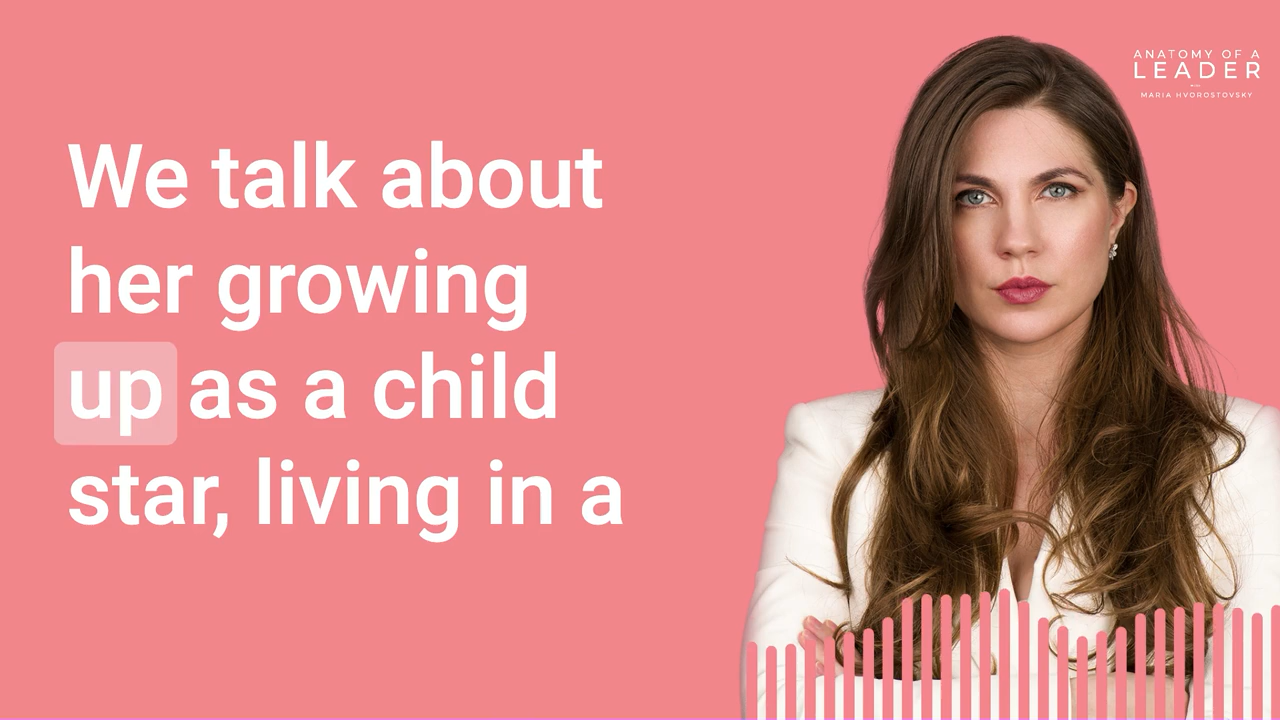 We talk about
her growing
up as a child
star, living in a
ANATOMY OF A
LEADER
MARIA HVOROSTOVSKY